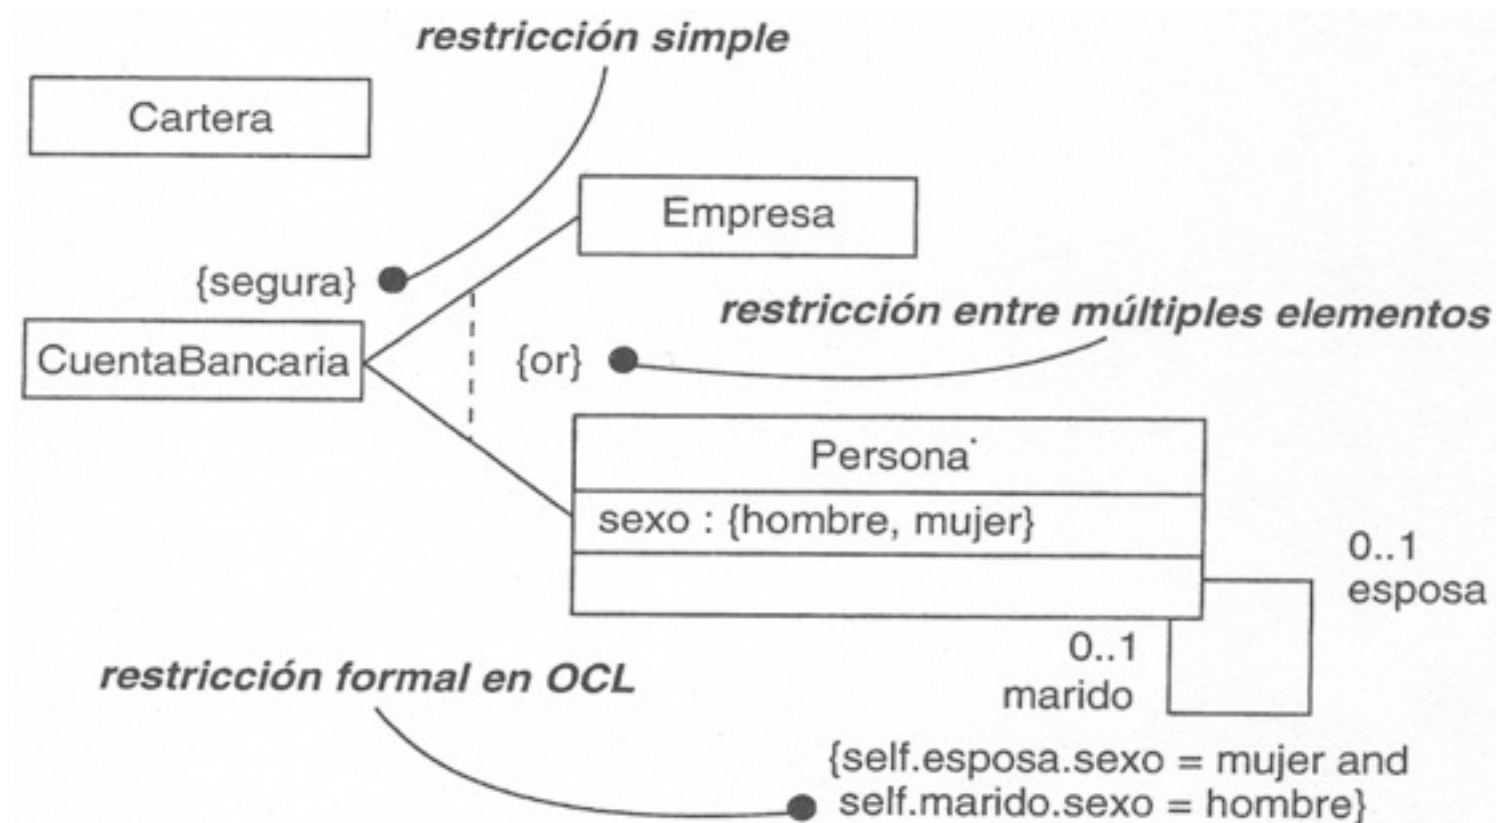 restricción simple
Cartera
Empresa
{segura}
restricción entre múltiples elementos
CuentaBancaria
{or}
Persona
sexo : {hombre, mujer}
0..1
esposa
0..1
marido
restricción formal en OCL
{self.esposa.sexo = mujer and
self.marido.sexo = hombre}